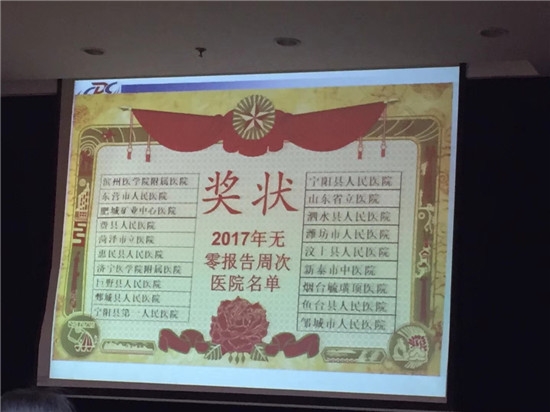 CDC
奖状
2017年无
零报告周次
医院名单
滨州医学院附属医院
东营市人民医院
肥城矿业中心医院
莒县人民医院
菏泽市立医院
惠民县人民医院
济宁医学院附属医院
巨野县人民医院
鄄城县人民医院
宁阳县第一人民医院
宁阳县人民医院
山东省立医院
泗水县人民医院
潍坊市人民医院
汶上县人民医院
新泰市中医院
烟台毓璜顶医院
鱼台县人民医院
邹城市人民医院